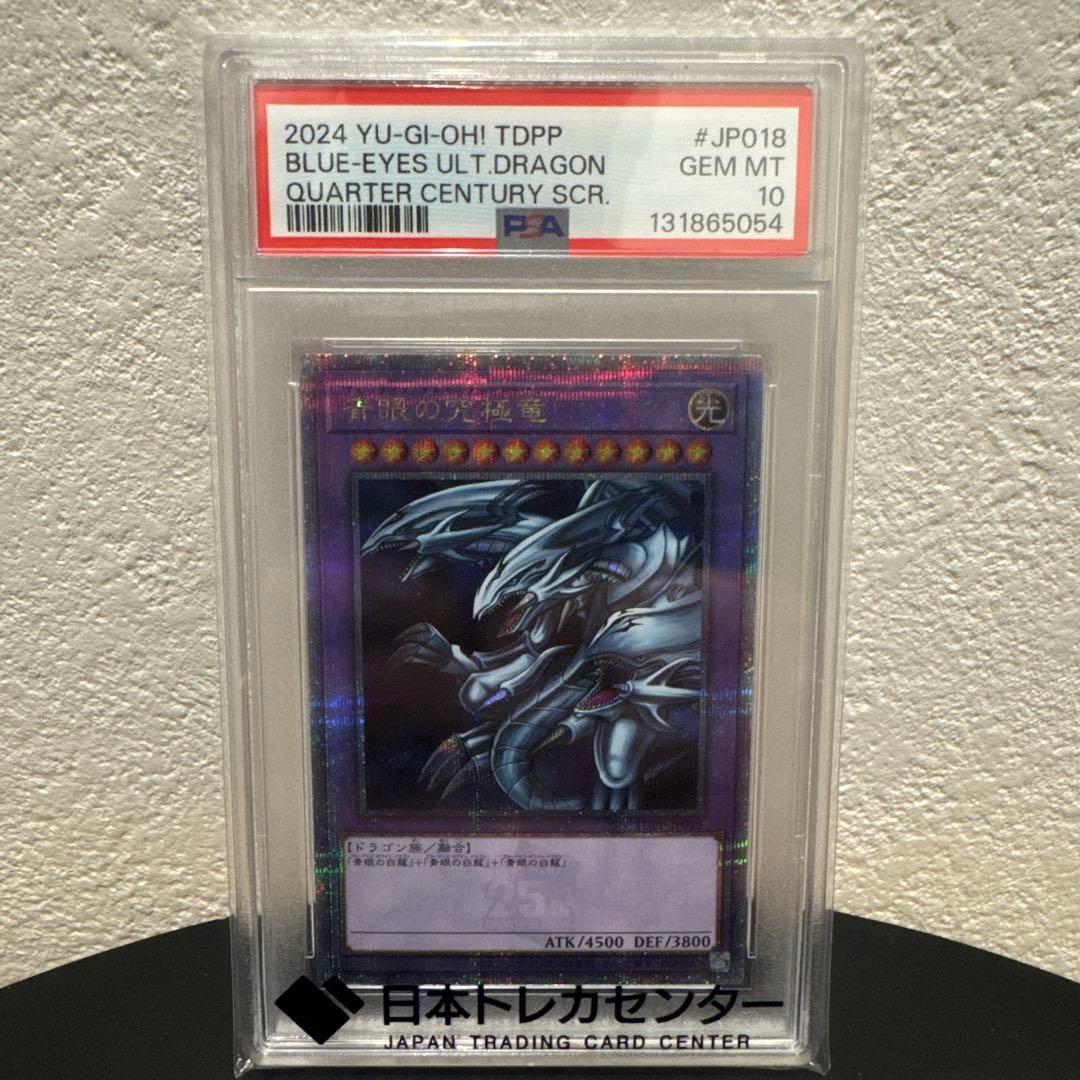 2024 YU-GI-OH! TDPP #JP018
BLUE-EYES ULT.DRAGON GEM MT
QUARTER CENTURY SCR. 10
PSA 131865054
青眼の究極竜 光
【ドラゴン族／融合】
「青眼の白龍」+「青眼の白龍」+「青眼の白龍」
25th
ATK/4500 DEF/3800
日本トレカセンター
JAPAN TRADING CARD CENTER